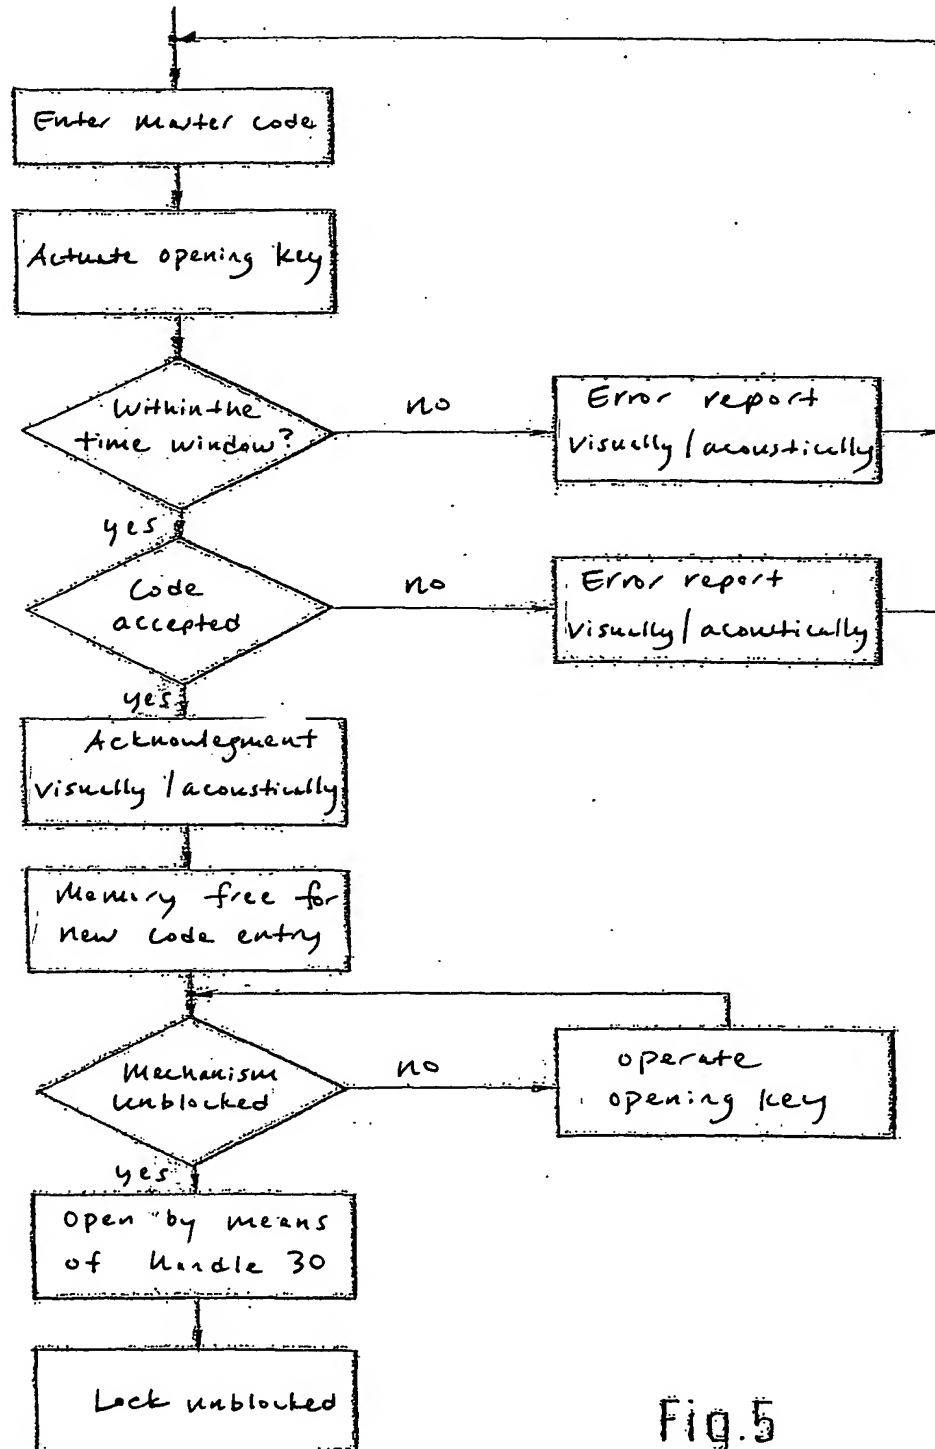 Enter master code
Actuate opening key
Within the
time window?
no
Error report
visually / acoustically
yes
Code
accepted
no
Error report
visually / acoustically
yes
Acknowlegment
visually / acoustically
Memory free for
new code entry
Mechanism
unblocked
no
operate
opening key
yes
Open by means
of handle 30
Lock unblocked
Fig.5